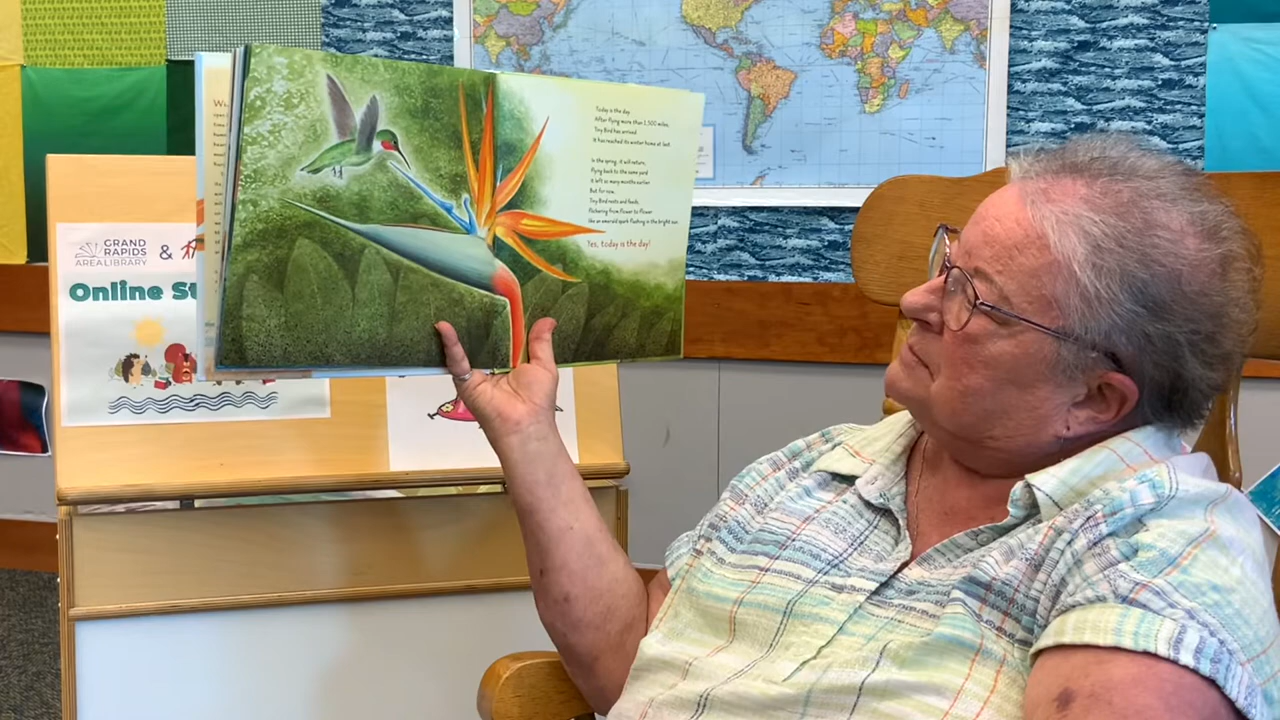 Today is the day.
After flying more than 1,500 miles,
Tiny Bird has arrived.
It has reached its winter home at last.
In the spring, it will return,
flying back to the same yard
it left so many months earlier.
But for now,
Tiny Bird rests and feeds,
flickering from flower to flower
like an emerald spark flashing in the bright sun.
Yes, today is the day!
GRAND
RAPIDS &
AREA LIBRARY
Online St